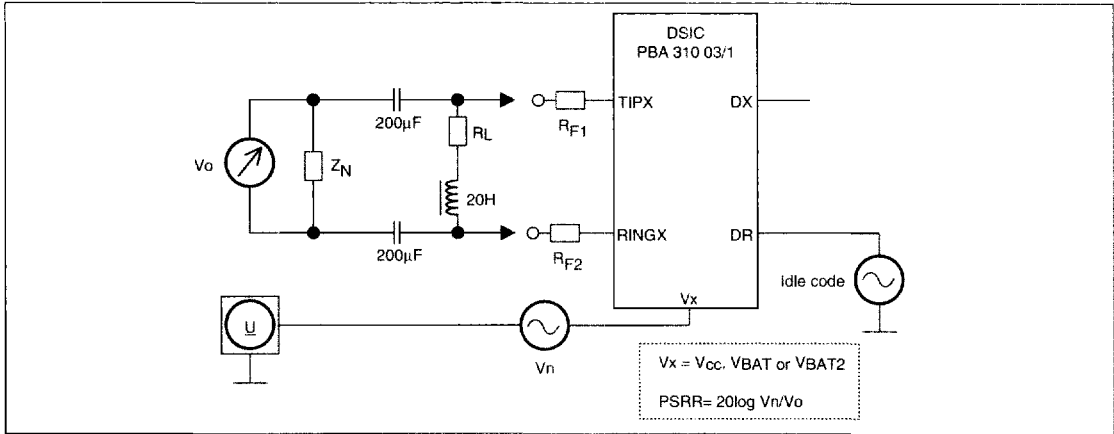 DSIC
PBA 310 03/1
TIPX
DX
200µF
RL
RF1
Vo
ZN
20H
RINGX
DR
200µF
RF2
Idle code
Vx
U
Vn
Vx = Vcc, VBAT or VBAT2
PSRR= 20log Vn/Vo